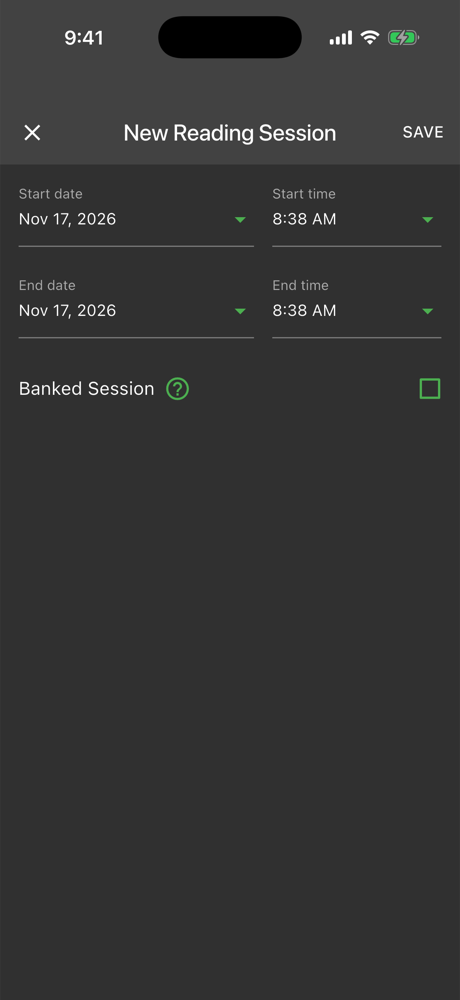 9:41
New Reading Session
SAVE
Start date
Start time
Nov 17, 2026
8:38 AM
End date
End time
Nov 17, 2026
8:38 AM
Banked Session